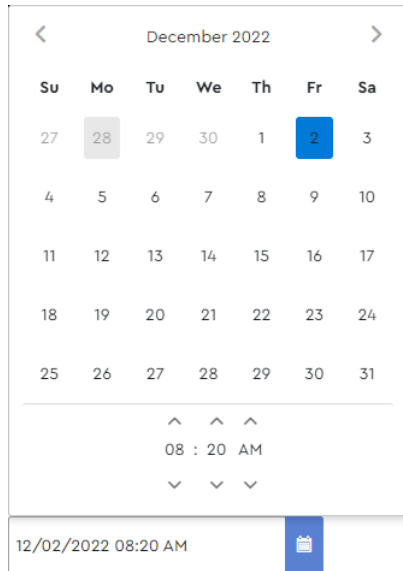 December 2022
Su Mo Tu We Th Fr Sa
27 28 29 30 1 2 3
4 5 6 7 8 9 10
11 12 13 14 15 16 17
18 19 20 21 22 23 24
25 26 27 28 29 30 31
08 : 20 AM
12/02/2022 08:20 AM